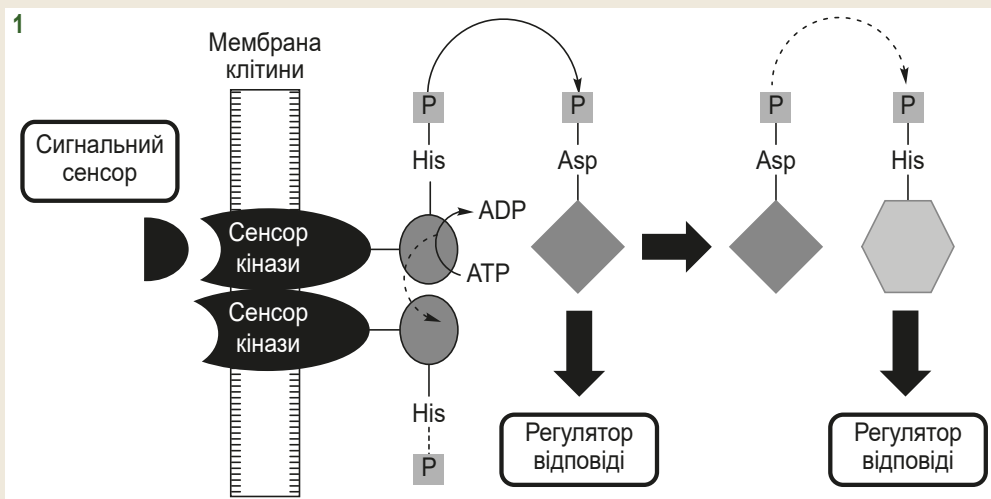 1
Мембрана
клітини
Сигнальний
сенсор
P
P
P
P
His
Asp
Asp
His
ADP
ATP
Сенсор
кінази
Сенсор
кінази
His
P
Регулятор
відповіді
Регулятор
відповіді